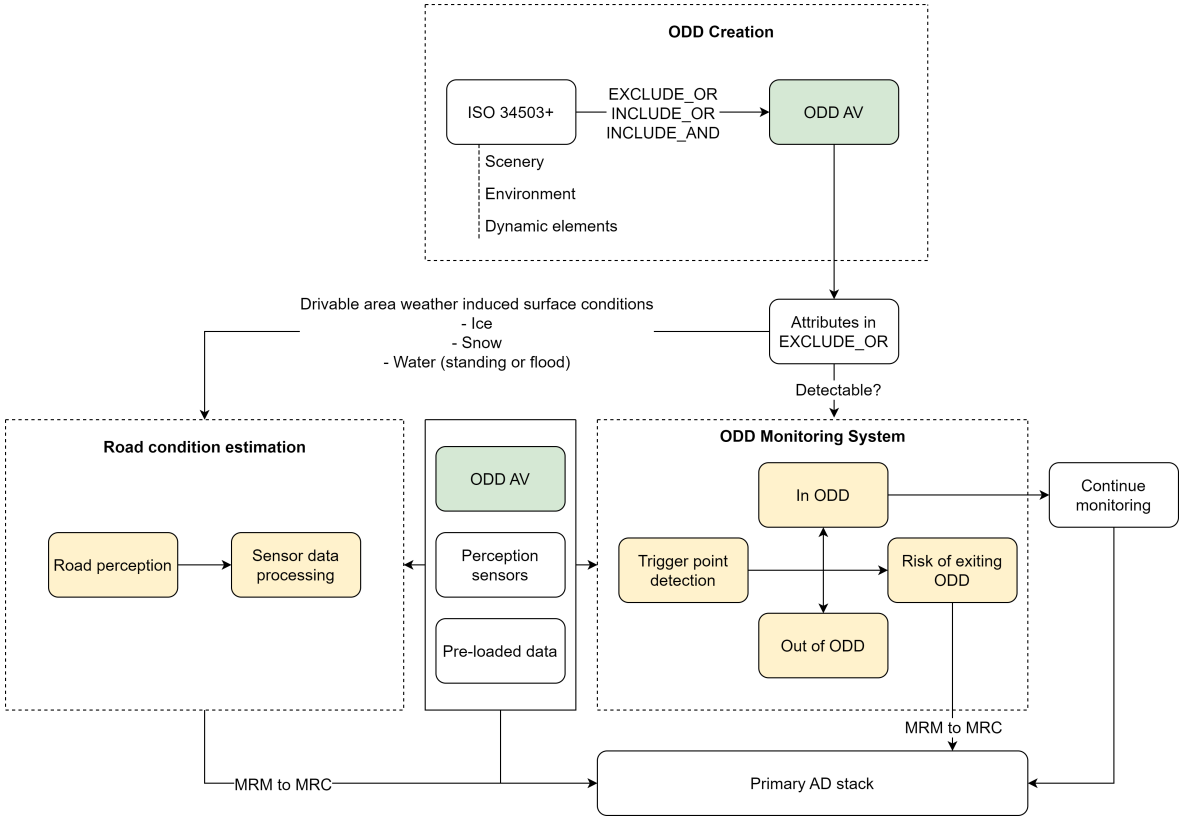 ODD Creation
ISO 34503+
EXCLUDE_OR
INCLUDE_OR
INCLUDE_AND
ODD AV
Scenery
Environment
Dynamic elements
Drivable area weather induced surface conditions
- Ice
- Snow
- Water (standing or flood)
Attributes in
EXCLUDE_OR
Detectable?
Road condition estimation
Road perception
Sensor data
processing
ODD AV
Perception
sensors
Pre-loaded data
ODD Monitoring System
In ODD
Trigger point
detection
Risk of exiting
ODD
Out of ODD
Continue
monitoring
MRM to MRC
MRM to MRC
Primary AD stack